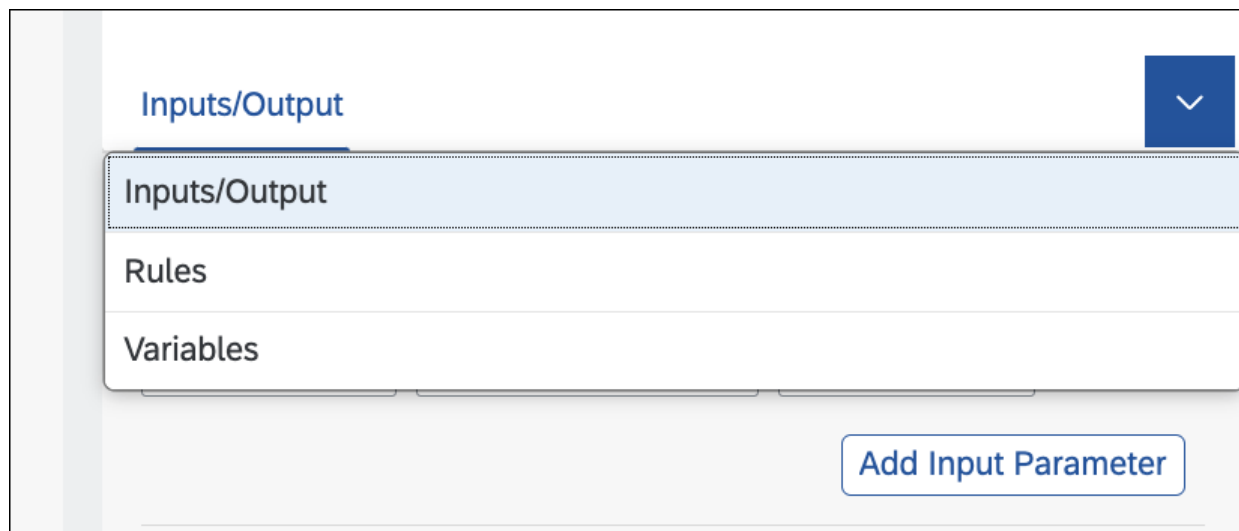 Inputs/Output
Inputs/Output
Rules
Variables
Add Input Parameter